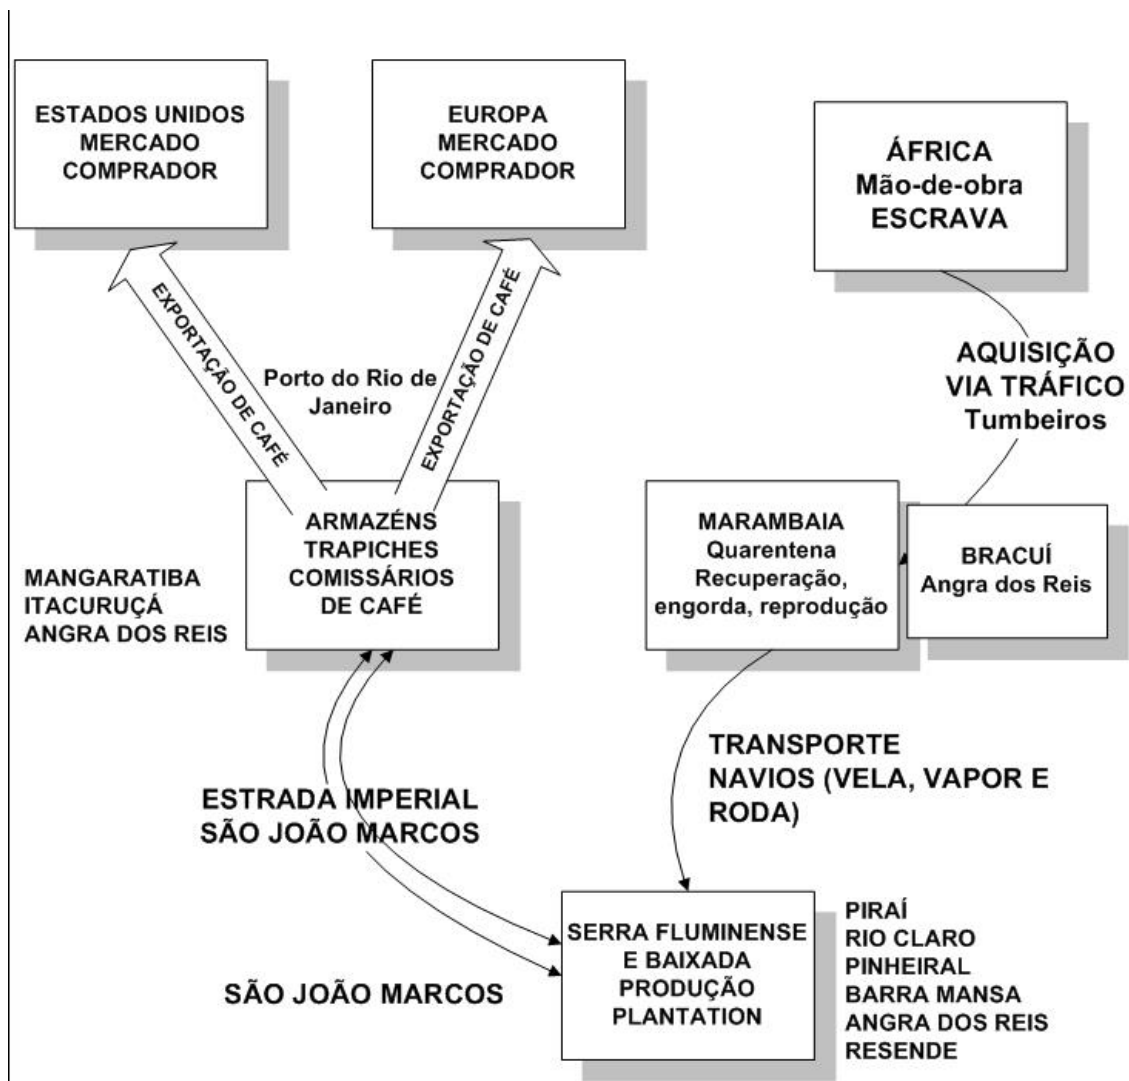 ESTADOS UNIDOS
MERCADO
COMPRADOR
EUROPA
MERCADO
COMPRADOR
ÁFRICA
Mão-de-obra
ESCRAVA
EXPORTAÇÃO DE CAFÉ
EXPORTAÇÃO DE CAFÉ
Porto do Rio de
Janeiro
AQUISIÇÃO
VIA TRÁFICO
Tumbeiros
ARMAZÉNS
TRAPICHES
COMISSÁRIOS
DE CAFÉ
MANGARATIBA
ITACURUÇÁ
ANGRA DOS REIS
MARAMBAIA
Quarentena
Recuperação,
engorda, reprodução
BRACUÍ
Angra dos Reis
TRANSPORTE
NAVIOS (VELA, VAPOR E
RODA)
ESTRADA IMPERIAL
SÃO JOÃO MARCOS
SÃO JOÃO MARCOS
SERRA FLUMINENSE
E BAIXADA
PRODUÇÃO
PLANTATION
PIRAÍ
RIO CLARO
PINHEIRAL
BARRA MANSA
ANGRA DOS REIS
RESENDE